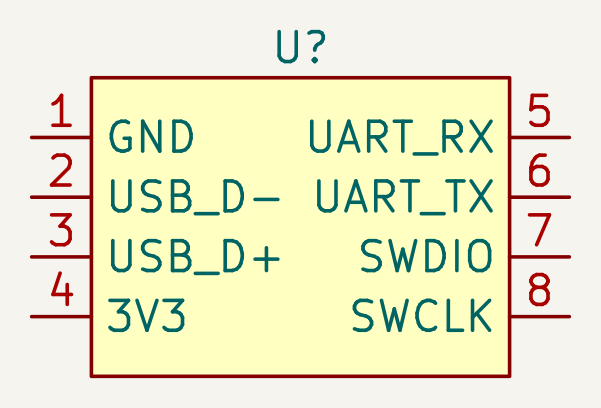 U?
1 GND UART_RX 5
2 USB_D- UART_TX 6
3 USB_D+ SWDIO 7
4 3V3 SWCLK 8